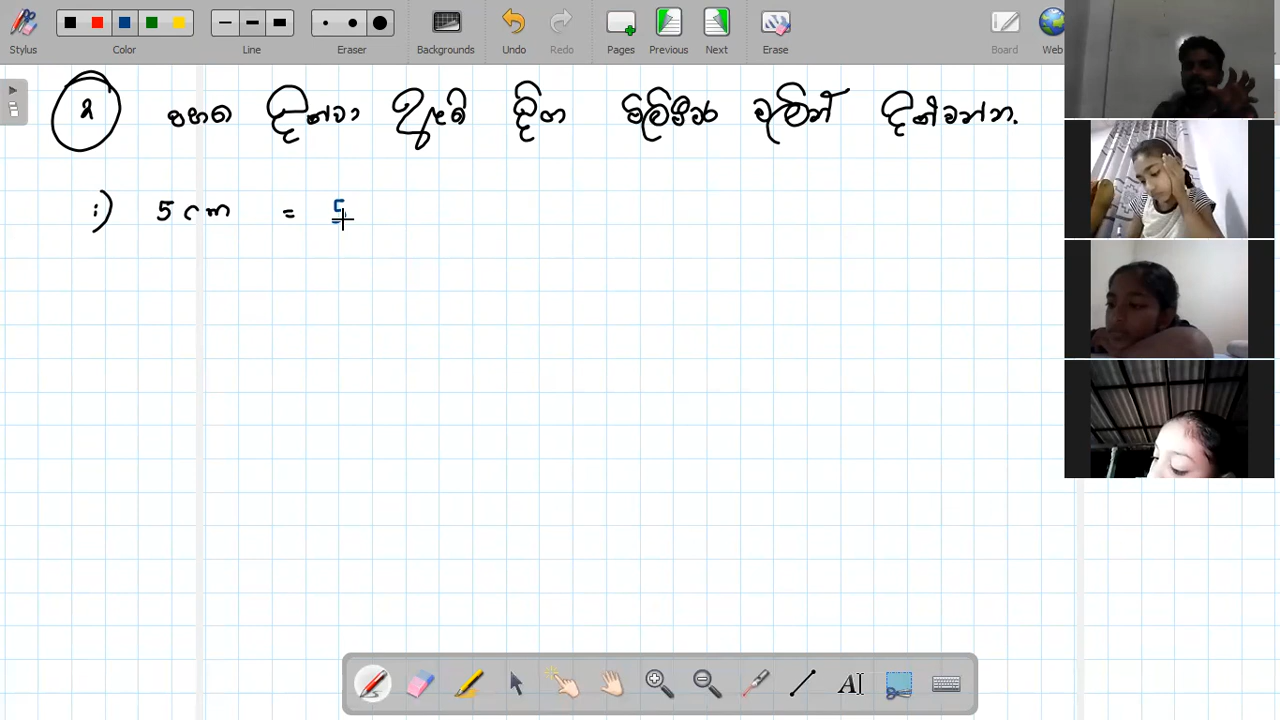 Stylus Color Line Eraser Backgrounds Undo Redo Pages Previous Next Erase Board Web
2 පහත දක්වා ඇති දිග මිලිමීටර වලින් දක්වන්න.
i) 5 cm = 5